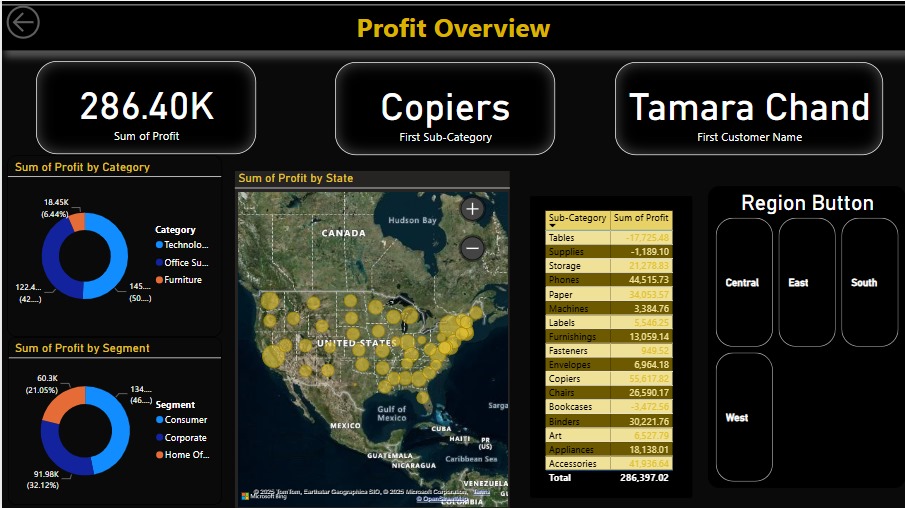 Profit Overview
286.40K
Sum of Profit
Copiers
First Sub-Category
Tamara Chand
First Customer Name
Sum of Profit by Category
18.45K
(6.44%)
122.4...
(42....)
145....
(50....)
Category
Technolo...
Office Su...
Furniture
Sum of Profit by Segment
60.3K
(21.05%)
134....
(46....)
91.98K
(32.12%)
Segment
Consumer
Corporate
Home Of...
Sum of Profit by State
Hudson Bay
CANADA
UNITED STATES
Gulf of
Mexico
MEXICO
CUBA
HAITI
PR
(US)
Sarga
GUATEMALA
Caribbean Sea
NICARAGUA
VENEZUELA
COLOMBIA
Microsoft Bing
© 2025 TomTom, Earthstar Geographics SIO, © 2025 Microsoft Corporation, Terms
© OpenStreetMap
Sub-Category Sum of Profit
Tables -17,725.48
Supplies -1,189.10
Storage 21,278.83
Phones 44,515.73
Paper 34,053.57
Machines 3,384.76
Labels 5,546.25
Furnishings 13,059.14
Fasteners 949.52
Envelopes 6,964.18
Copiers 55,617.82
Chairs 26,590.17
Bookcases -3,472.56
Binders 30,221.76
Art 6,527.79
Appliances 18,138.01
Accessories 41,936.64
Total 286,397.02
Region Button
Central
East
South
West